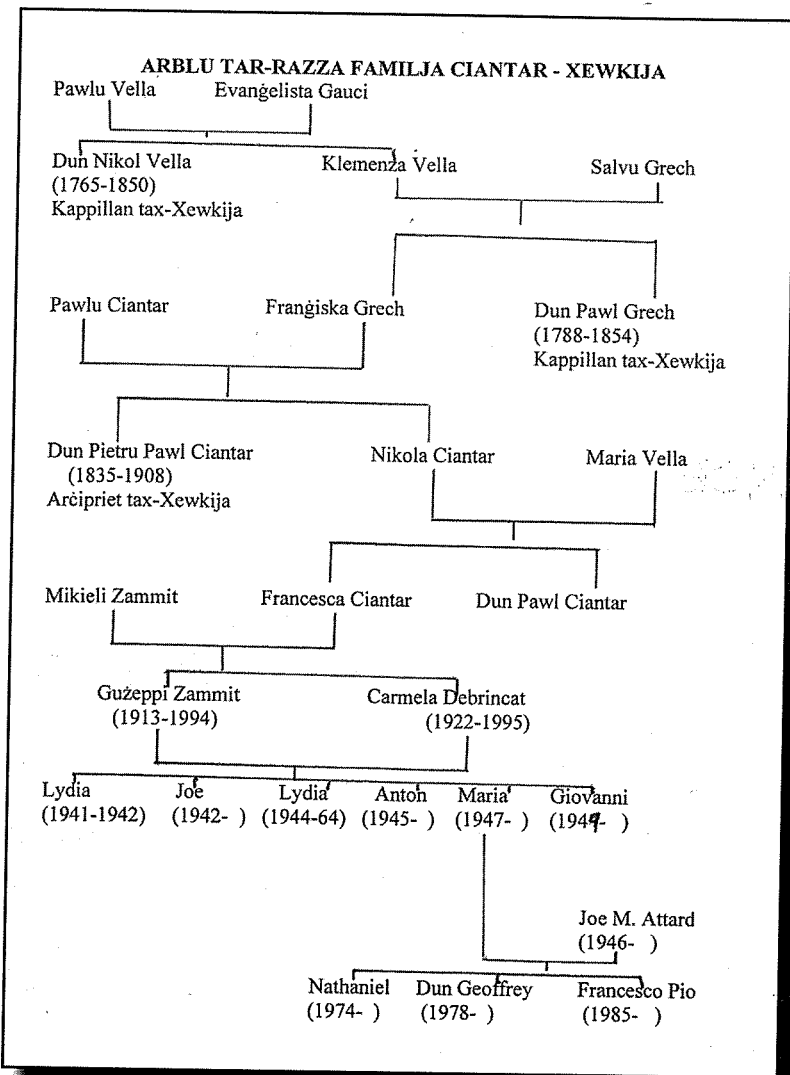 ARBLU TAR-RAZZA FAMILJA CIANTAR - XEWKIJA
Pawlu Vella Evanġelista Gauci
Dun Nikol Vella Klemenza Vella Salvu Grech
(1765-1850)
Kappillan tax-Xewkija
Pawlu Ciantar Franġiska Grech Dun Pawl Grech
(1788-1854)
Kappillan tax-Xewkija
Dun Pietru Pawl Ciantar Nikola Ciantar Maria Vella
(1835-1908)
Arċipriet tax-Xewkija
Mikieli Zammit Francesca Ciantar Dun Pawl Ciantar
Gużeppi Zammit Carmela Debrincat
(1913-1994) (1922-1995)
Lydia Joe Lydia Anton Maria Giovanni
(1941-1942) (1942- ) (1944-64) (1945- ) (1947- ) (1949- )
Joe M. Attard
(1946- )
Nathaniel Dun Geoffrey Francesco Pio
(1974- ) (1978- ) (1985- )